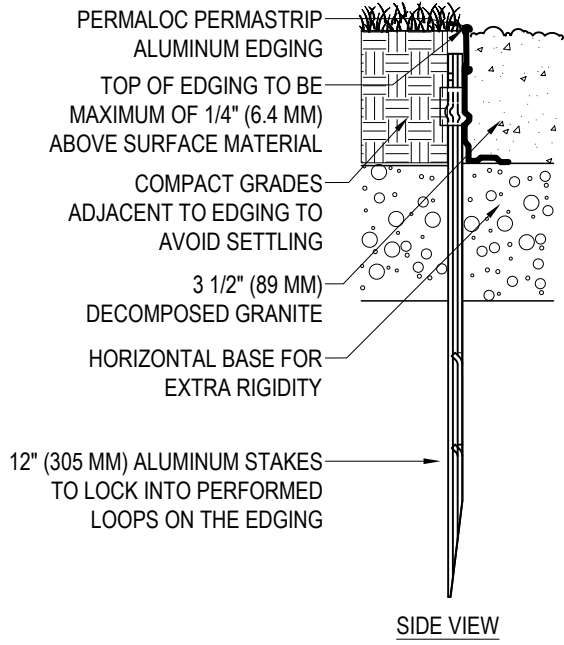 PERMALOC PERMASTRIP
ALUMINUM EDGING
TOP OF EDGING TO BE
MAXIMUM OF 1/4" (6.4 MM)
ABOVE SURFACE MATERIAL
COMPACT GRADES
ADJACENT TO EDGING TO
AVOID SETTLING
3 1/2" (89 MM)
DECOMPOSED GRANITE
HORIZONTAL BASE FOR
EXTRA RIGIDITY
12" (305 MM) ALUMINUM STAKES
TO LOCK INTO PERFORMED
LOOPS ON THE EDGING
SIDE VIEW